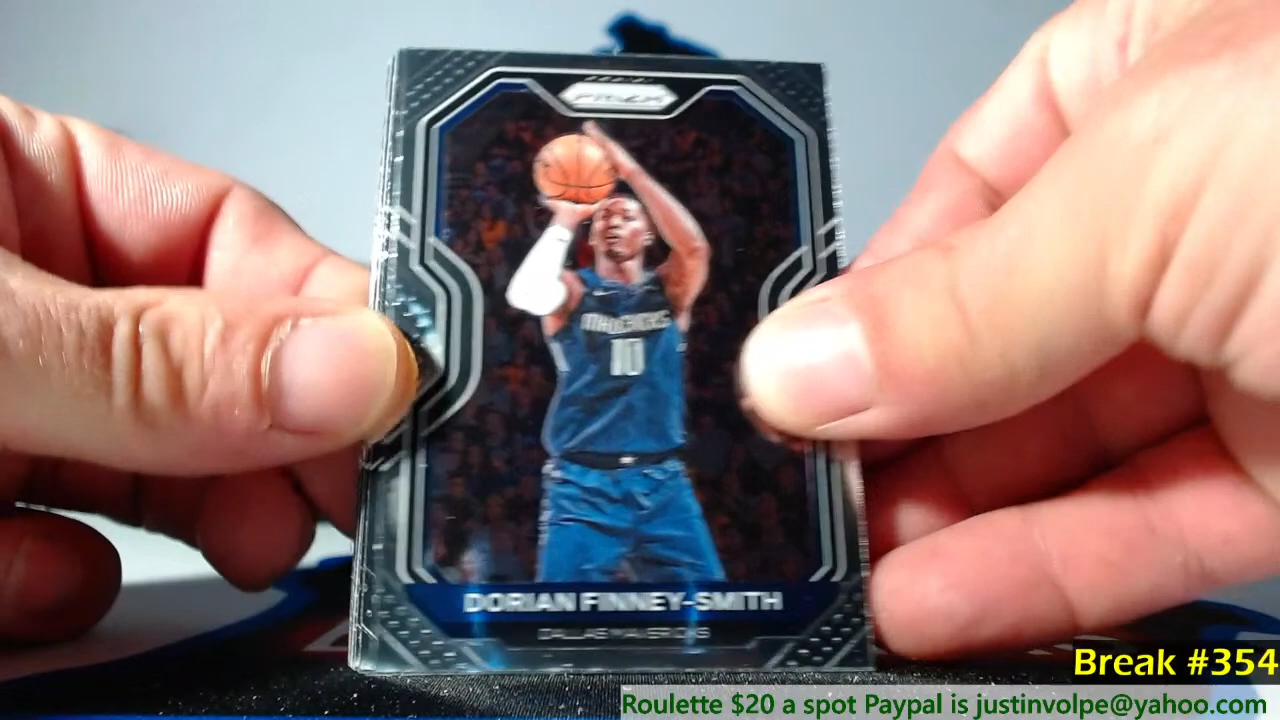 PRIZM
MAVERICKS
10
DORIAN FINNEY-SMITH
DALLAS MAVERICKS
Break #354
Roulette $20 a spot Paypal is justinvolpe@yahoo.com